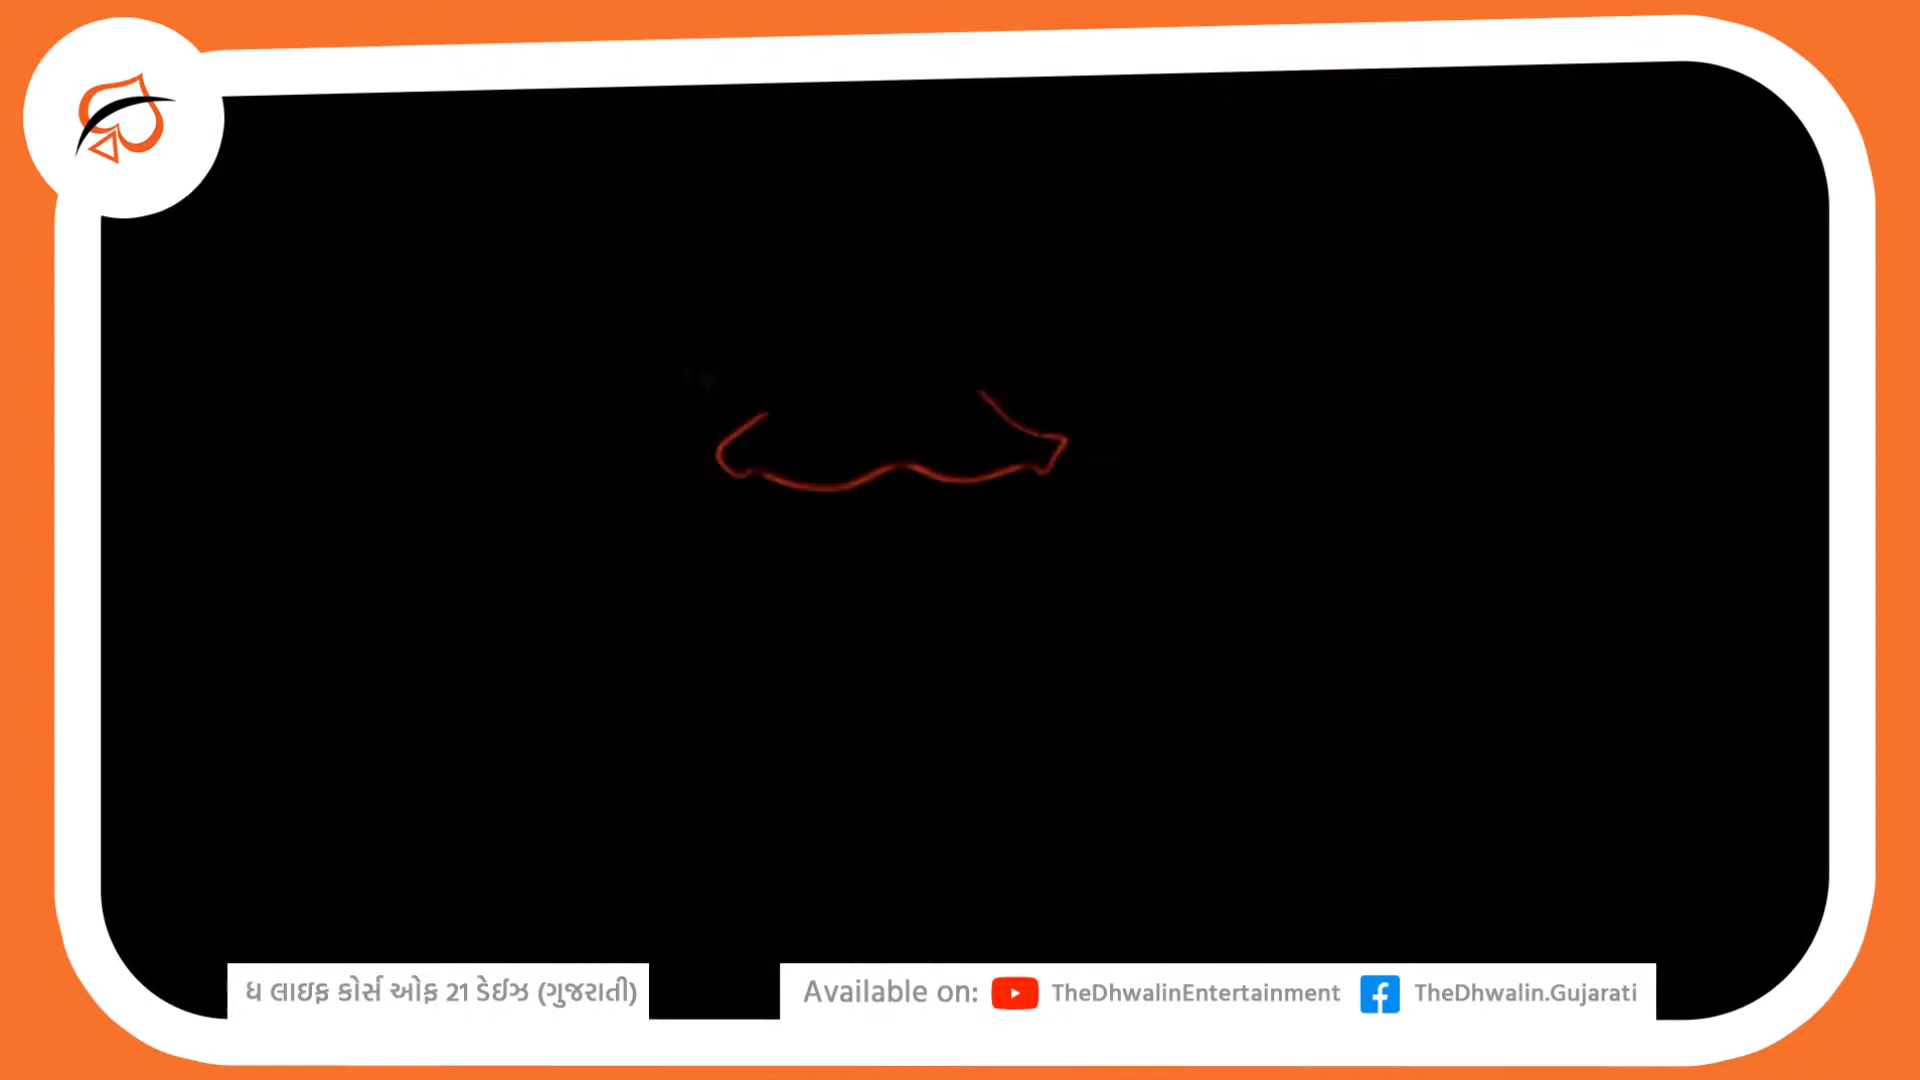 ધ લાઇફ કોર્સ ઓફ 21 ડેઈઝ (ગુજરાતી)
Available on: TheDhwalinEntertainment TheDhwalin.Gujarati